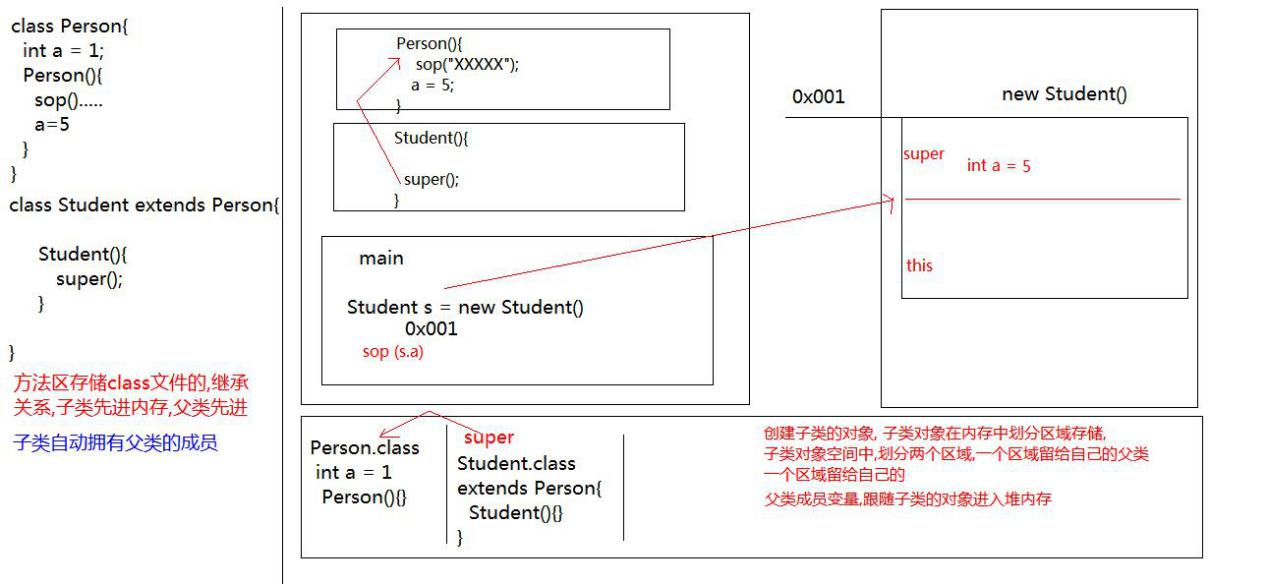 class Person{
int a = 1;
Person(){
sop().....
a=5
}
}
class Student extends Person{
Student(){
super();
}
}
方法区存储class文件的,继承
关系,子类先进内存,父类先进
子类自动拥有父类的成员
Person(){
sop("XXXXX");
a = 5;
}
Student(){
super();
}
main
Student s = new Student()
0x001
sop (s.a)
0x001
new Student()
super
int a = 5
this
Person.class
int a = 1
Person(){}
super
Student.class
extends Person{
Student(){}
}
创建子类的对象, 子类对象在内存中划分区域存储,
子类对象空间中,划分两个区域,一个区域留给自己的父类
一个区域留给自己的
父类成员变量,跟随子类的对象进入堆内存